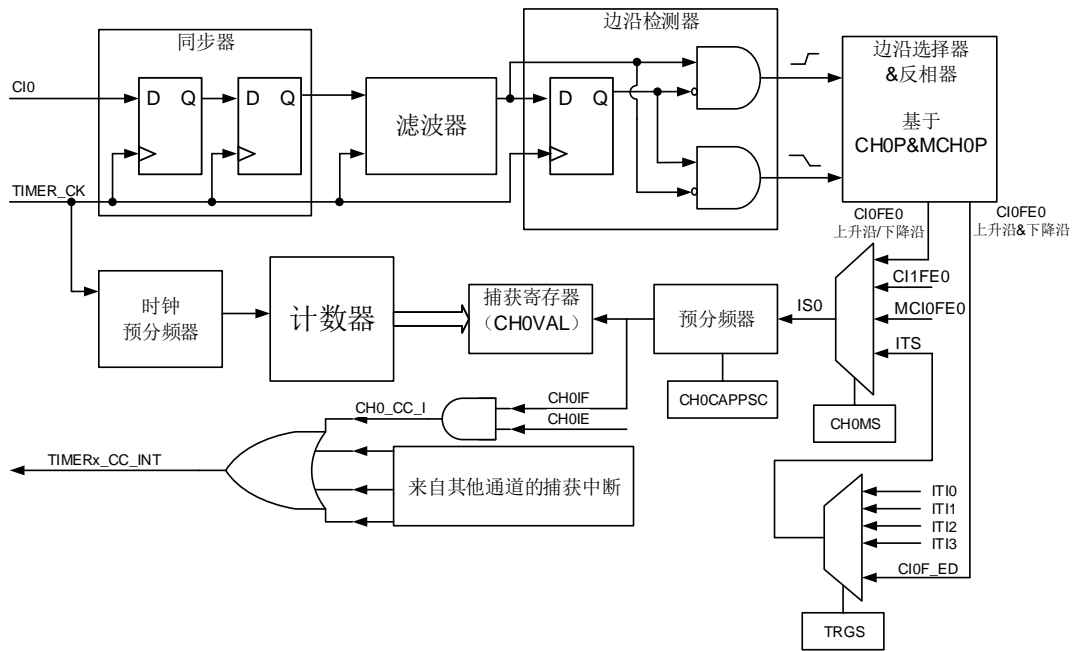 同步器
边沿检测器
CI0
D Q
D Q
滤波器
D Q
边沿选择器
&反相器
基于
CH0P&MCH0P
TIMER_CK
CI0FE0
上升沿/下降沿
CI0FE0
上升沿&下降沿
CI1FE0
MCI0FE0
ITS
IS0
时钟
预分频器
计数器
捕获寄存器
(CH0VAL)
预分频器
CH0CAPPSC
CH0MS
CH0_CC_I
CH0IF
CH0IE
TIMERx_CC_INT
来自其他通道的捕获中断
ITI0
ITI1
ITI2
ITI3
CI0F_ED
TRGS